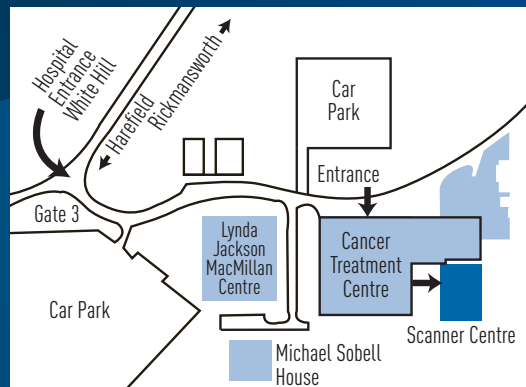 Hospital
Entrance
White Hill
Harefield
Rickmansworth
Car
Park
Entrance
Gate 3
Lynda
Jackson
MacMillan
Centre
Cancer
Treatment
Centre
Car Park
Scanner Centre
Michael Sobell
House